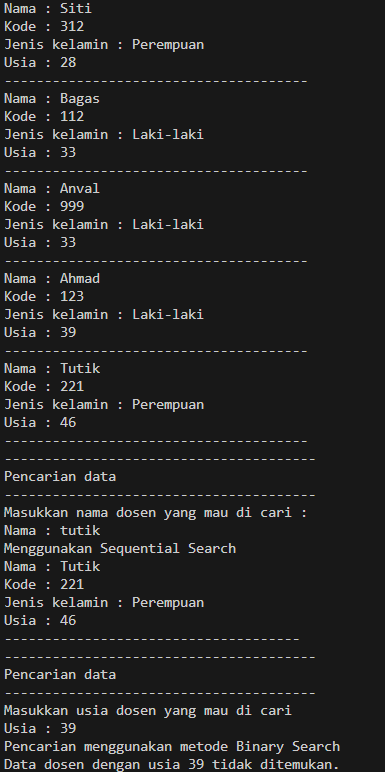 Nama : Siti
Kode : 312
Jenis kelamin : Perempuan
Usia : 28
--------------------------------------
Nama : Bagas
Kode : 112
Jenis kelamin : Laki-laki
Usia : 33
--------------------------------------
Nama : Anval
Kode : 999
Jenis kelamin : Laki-laki
Usia : 33
--------------------------------------
Nama : Ahmad
Kode : 123
Jenis kelamin : Laki-laki
Usia : 39
--------------------------------------
Nama : Tutik
Kode : 221
Jenis kelamin : Perempuan
Usia : 46
--------------------------------------
---------------------------------------
Pencarian data
---------------------------------------
Masukkan nama dosen yang mau di cari :
Nama : tutik
Menggunakan Sequential Search
Nama : Tutik
Kode : 221
Jenis kelamin : Perempuan
Usia : 46
-------------------------------------
---------------------------------------
Pencarian data
---------------------------------------
Masukkan usia dosen yang mau di cari
Usia : 39
Pencarian menggunakan metode Binary Search
Data dosen dengan usia 39 tidak ditemukan.